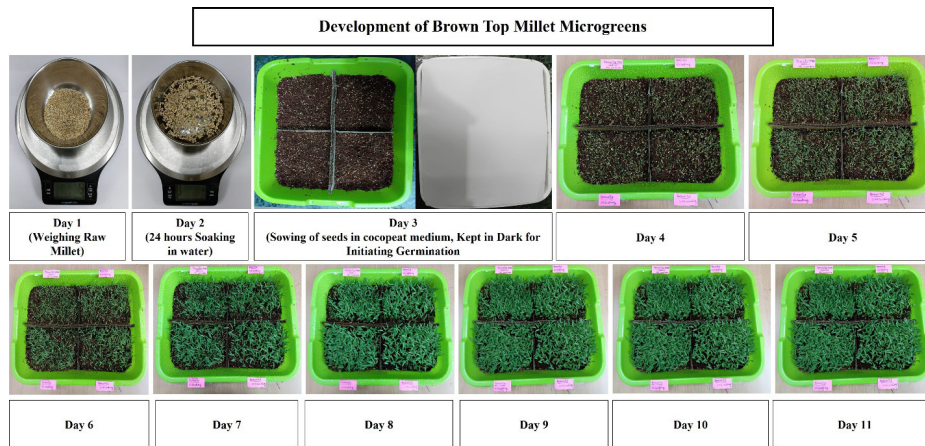 Development of Brown Top Millet Microgreens
Day 1
(Weighing Raw
Millet)
Day 2
(24 hours Soaking
in water)
Day 3
(Sowing of seeds in cocopeat medium, Kept in Dark for
Initiating Germination
Day 4
Day 5
Day 6
Day 7
Day 8
Day 9
Day 10
Day 11